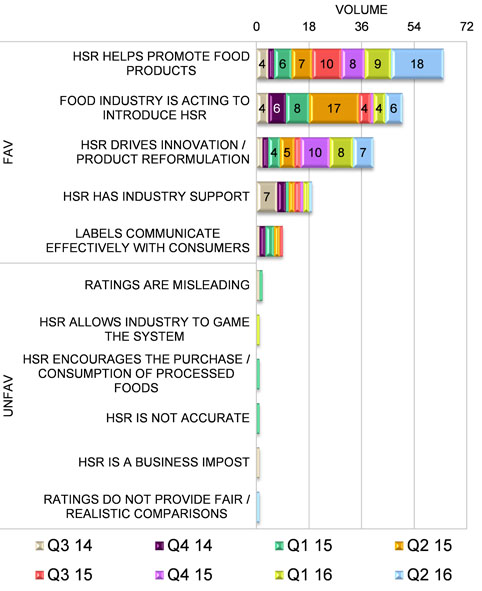 VOLUME
0 18 36 54 72
FAV
HSR HELPS PROMOTE FOOD
PRODUCTS
4 6 7 10 8 9 18
FOOD INDUSTRY IS ACTING TO
INTRODUCE HSR
4 6 8 17 4 4 6
HSR DRIVES INNOVATION /
PRODUCT REFORMULATION
4 5 10 8 7
HSR HAS INDUSTRY SUPPORT
7
LABELS COMMUNICATE
EFFECTIVELY WITH CONSUMERS
UNFAV
RATINGS ARE MISLEADING
HSR ALLOWS INDUSTRY TO GAME
THE SYSTEM
HSR ENCOURAGES THE PURCHASE /
CONSUMPTION OF PROCESSED
FOODS
HSR IS NOT ACCURATE
HSR IS A BUSINESS IMPOST
RATINGS DO NOT PROVIDE FAIR /
REALISTIC COMPARISONS
Q3 14 Q4 14 Q1 15 Q2 15
Q3 15 Q4 15 Q1 16 Q2 16